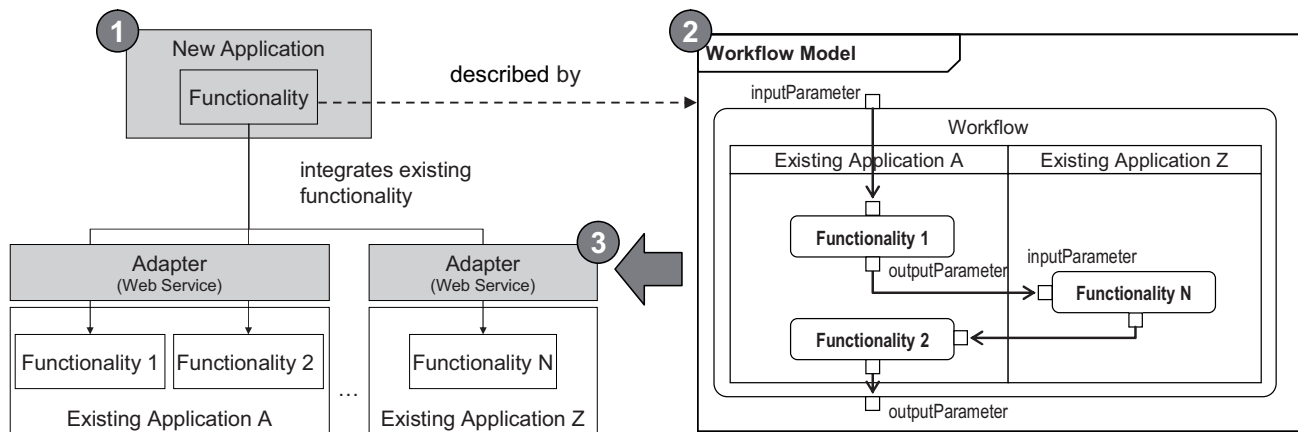 1
New Application
Functionality
described by
integrates existing
functionality
3
Adapter
(Web Service)
Adapter
(Web Service)
Functionality 1
Functionality 2
Existing Application A
...
Functionality N
Existing Application Z
2
Workflow Model
inputParameter
Workflow
Existing Application A
Existing Application Z
Functionality 1
outputParameter
inputParameter
Functionality N
Functionality 2
outputParameter